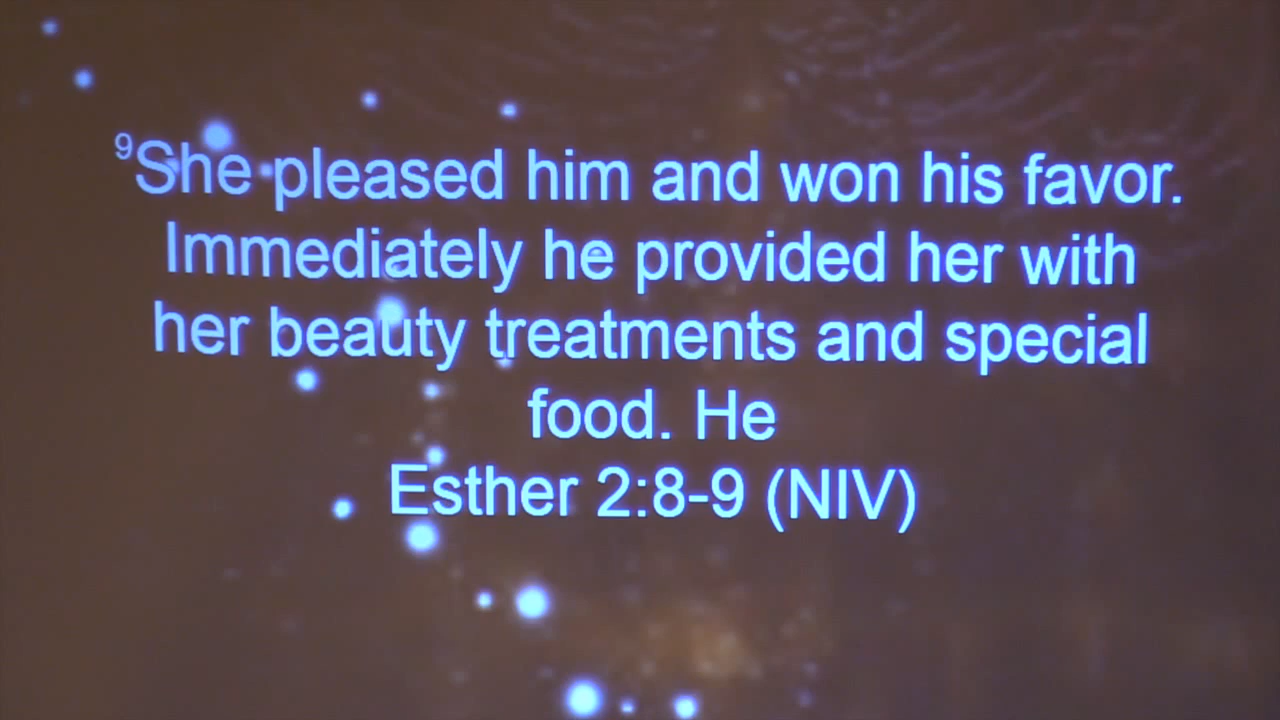 ⁹She pleased him and won his favor.
Immediately he provided her with
her beauty treatments and special
food. He
Esther 2:8-9 (NIV)